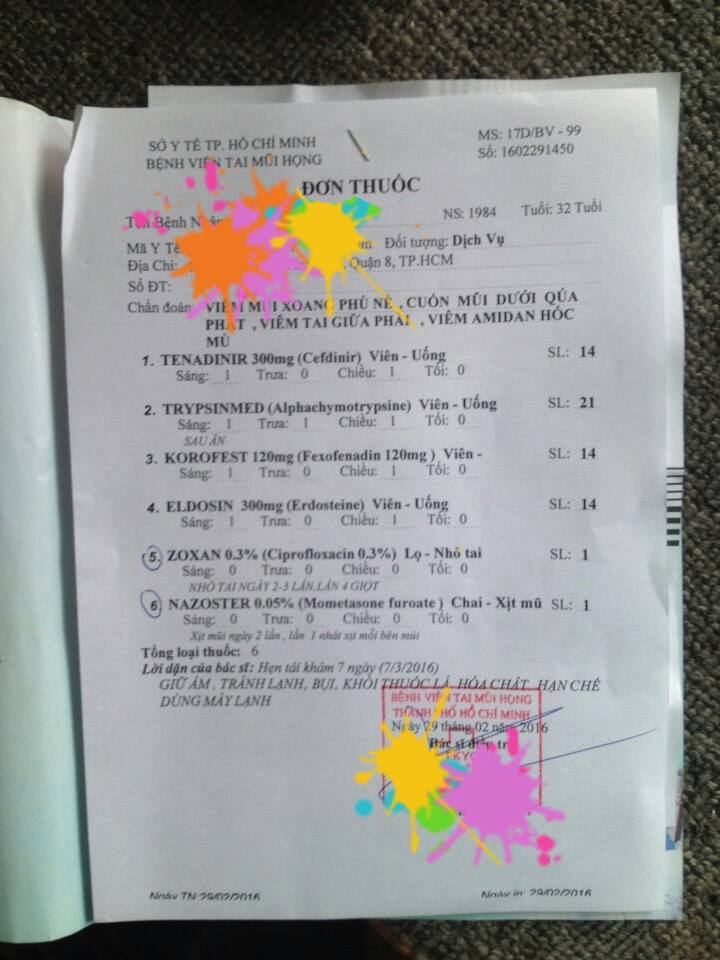 SỞ Y TẾ TP. HỒ CHÍ MINH
BỆNH VIỆN TAI MŨI HỌNG
MS: 17D/BV - 99
Số: 1602291450
ĐƠN THUỐC
Tên Bệnh Nhân
NS: 1984 Tuổi: 32 Tuổi
Mã Y Tế Đối tượng: Dịch Vụ
Địa Chỉ: , Quận 8, TP.HCM
Số ĐT:
Chẩn đoán: VIÊM MŨI XOANG PHÙ NỀ , CUỐN MŨI DƯỚI QÚA
PHÁT , VIÊM TAI GIỮA PHẢI , VIÊM AMIDAN HỐC
MỦ
1. TENADINIR 300mg (Cefdinir) Viên - Uống SL: 14
Sáng: 1 Trưa: 0 Chiều: 1 Tối: 0
2. TRYPSINMED (Alphachymotrypsine) Viên - Uống SL: 21
Sáng: 1 Trưa: 1 Chiều: 1 Tối: 0
SAU ĂN
3. KOROFEST 120mg (Fexofenadin 120mg ) Viên - SL: 14
Sáng: 1 Trưa: 0 Chiều: 1 Tối: 0
4. ELDOSIN 300mg (Erdosteine) Viên - Uống SL: 14
Sáng: 1 Trưa: 0 Chiều: 1 Tối: 0
5. ZOXAN 0.3% (Ciprofloxacin 0.3%) Lọ - Nhỏ tai SL: 1
Sáng: 0 Trưa: 0 Chiều: 0 Tối: 0
NHỎ TAI NGÀY 2-3 LẦN,LẦN 4 GIỌT
6. NAZOSTER 0.05% (Mometasone furoate ) Chai - Xịt mũ SL: 1
Sáng: 0 Trưa: 0 Chiều: 0 Tối: 0
Xịt mũi ngày 2 lần , lần 1 nhát xịt mỗi bên mùi
Tổng loại thuốc: 6
Lời dặn của bác sĩ: Hẹn tái khám 7 ngày (7/3/2016)
GIỮ ẤM , TRÁNH LẠNH, BỤI, KHÓI THUỐC LÁ, HÓA CHẤT, HẠN CHẾ
DÙNG MÁY LẠNH
BỆNH VIỆN TAI MŨI HỌNG
THÀNH PHỐ HỒ CHÍ MINH
Ngày 29 tháng 02 năm 2016
Bác sĩ điều tr
Ngày TN:29/02/2016
Ngày in: 29/02/2016